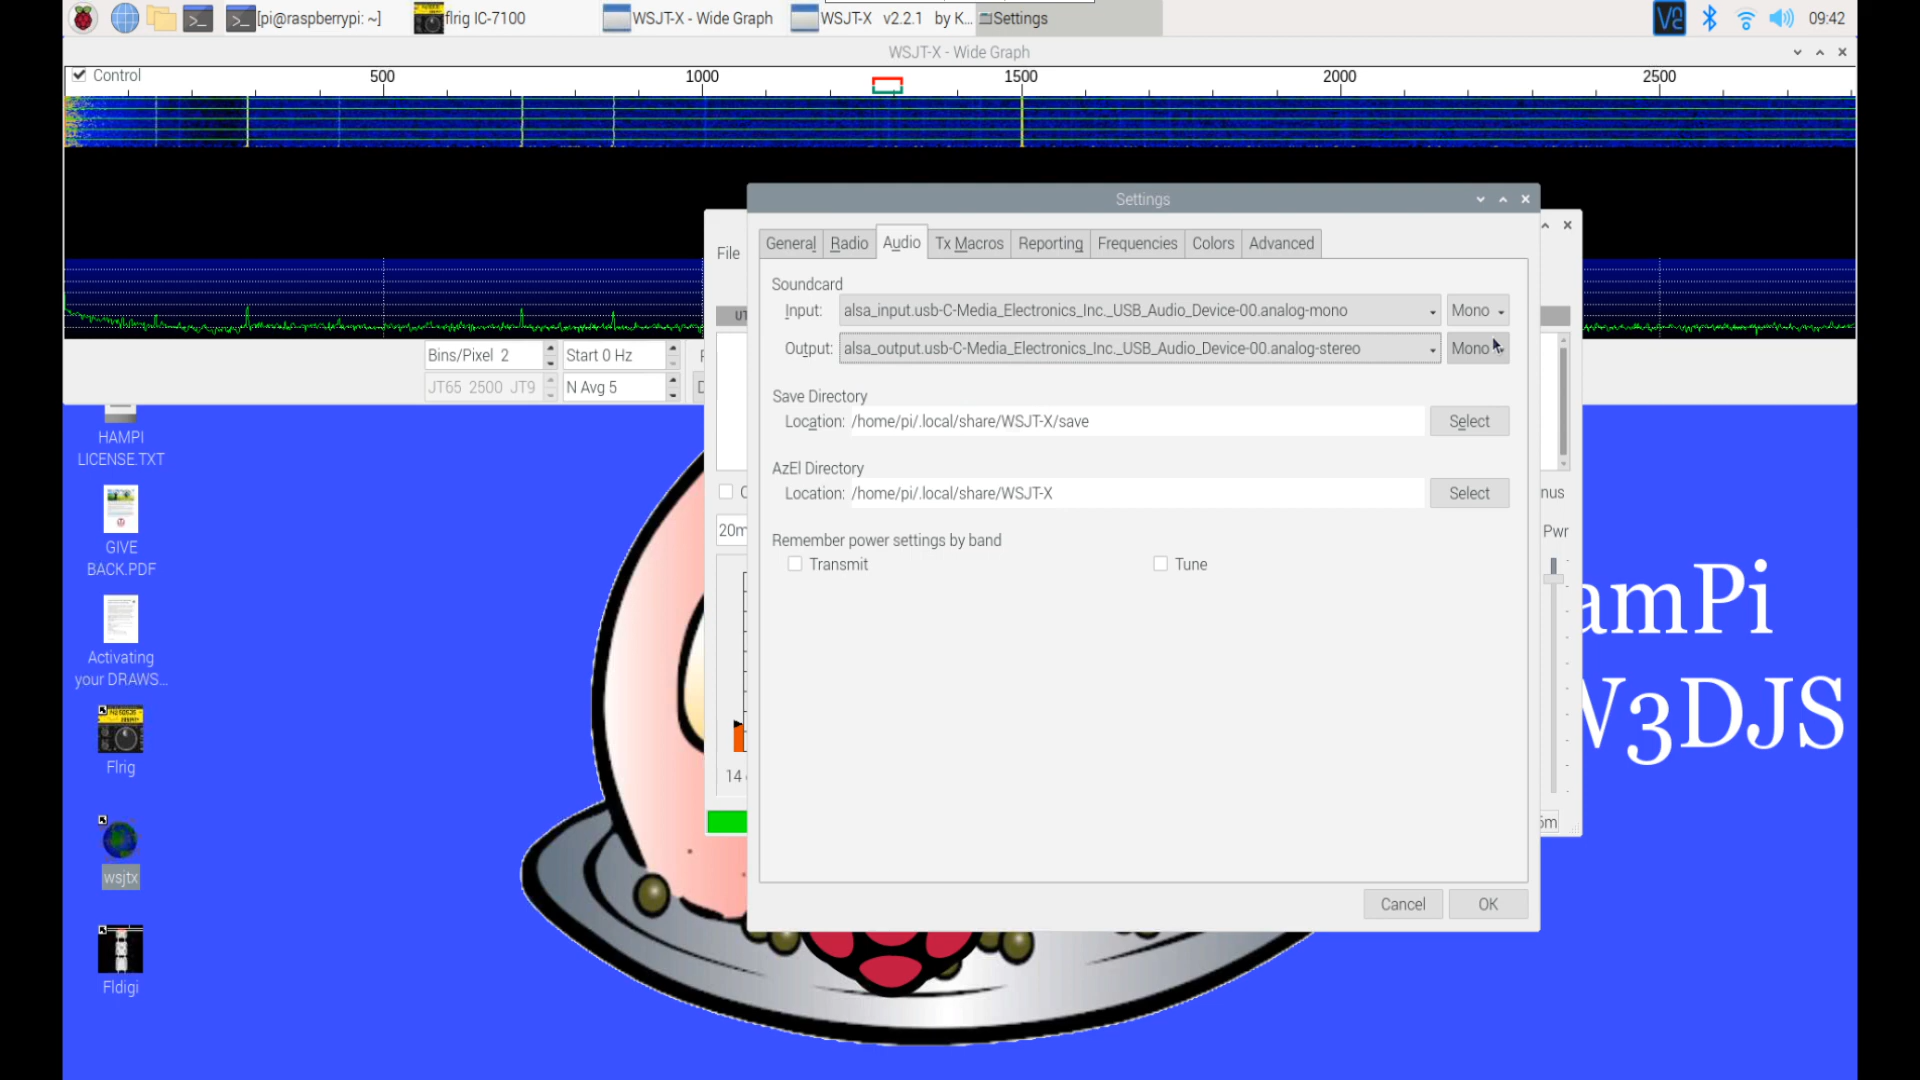 [pi@raspberrypi: ~]
flrig IC-7100
WSJT-X - Wide Graph
WSJT-X v2.2.1 by K...
Settings
09:42
WSJT-X - Wide Graph
Control
500
1000
1500
2000
2500
Settings
File
General
Radio
Audio
Tx Macros
Reporting
Frequencies
Colors
Advanced
Soundcard
Input:
alsa_input.usb-C-Media_Electronics_Inc._USB_Audio_Device-00.analog-mono
Mono
Output:
alsa_output.usb-C-Media_Electronics_Inc._USB_Audio_Device-00.analog-stereo
Mono
Bins/Pixel 2
Start 0 Hz
JT65 2500 JT9
N Avg 5
Save Directory
Location: /home/pi/.local/share/WSJT-X/save
Select
AzEl Directory
Location: /home/pi/.local/share/WSJT-X
Select
Remember power settings by band
Transmit
Tune
Cancel
OK
20m
Pwr
14
HAMPI
LICENSE.TXT
GIVE
BACK.PDF
Activating
your DRAWS...
Flrig
wsjtx
Fldigi
amPi
W3DJS